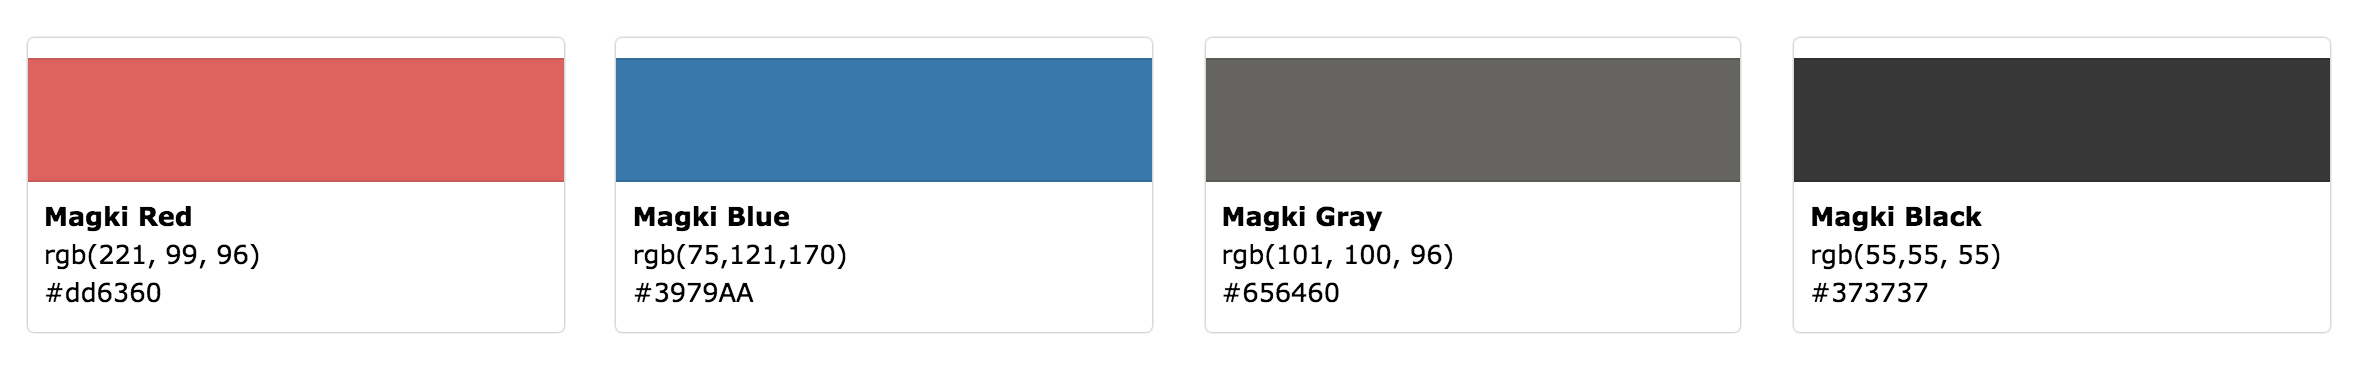 Magki Red
rgb(221, 99, 96)
#dd6360
Magki Blue
rgb(75,121,170)
#3979AA
Magki Gray
rgb(101, 100, 96)
#656460
Magki Black
rgb(55,55, 55)
#373737